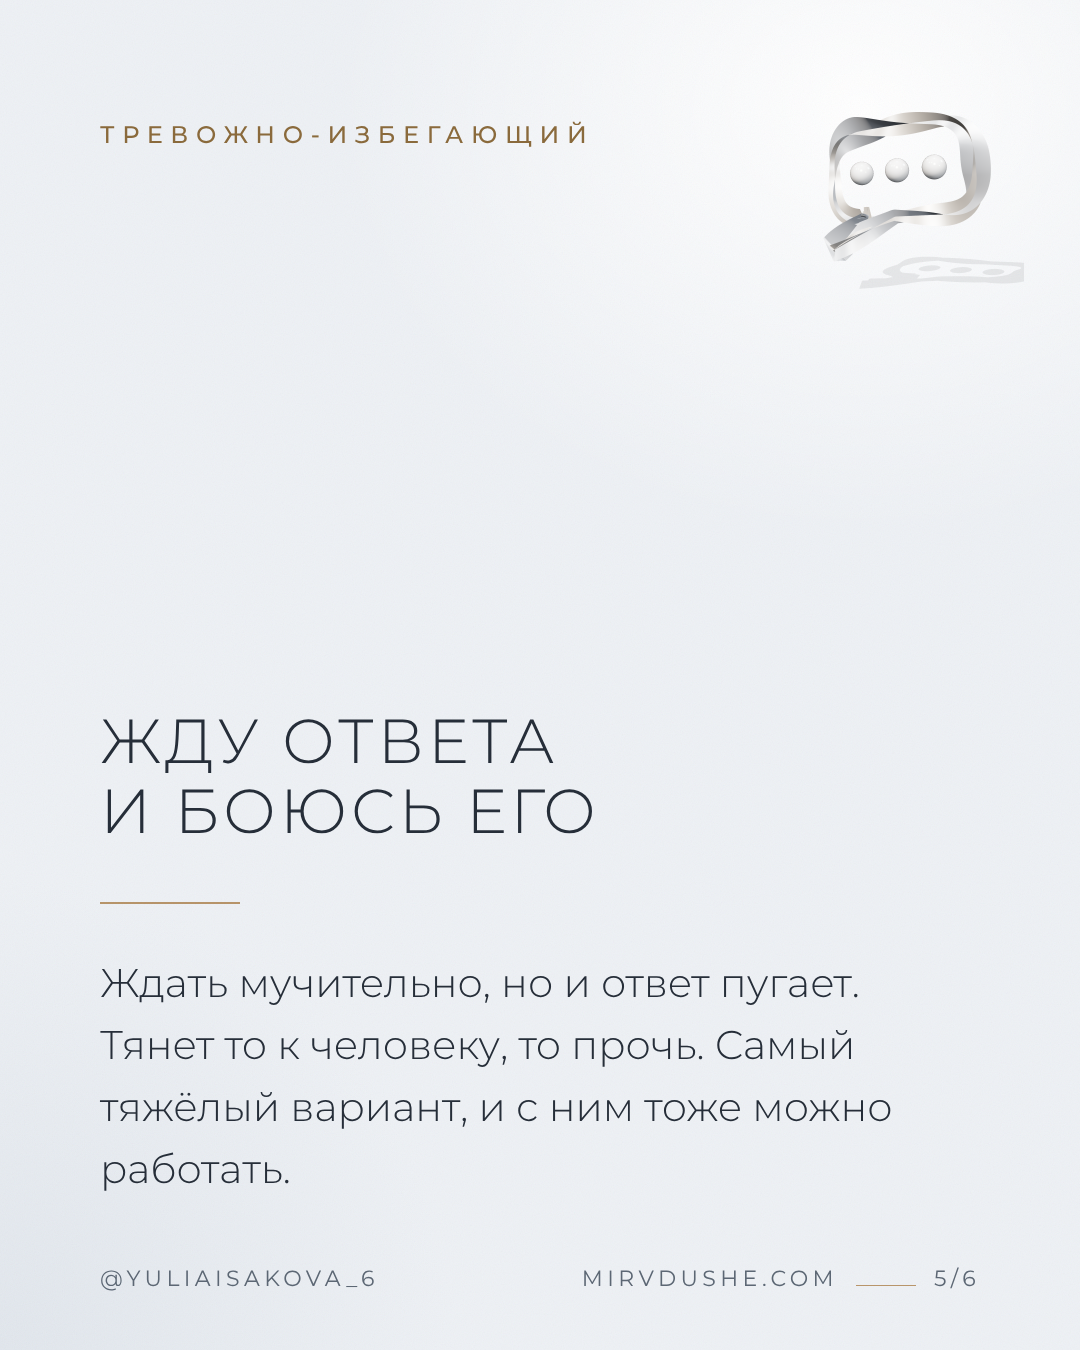 ТРЕВОЖНО-ИЗБЕГАЮЩИЙ
ЖДУ ОТВЕТА
И БОЮСЬ ЕГО
Ждать мучительно, но и ответ пугает.
Тянет то к человеку, то прочь. Самый
тяжёлый вариант, и с ним тоже можно
работать.
@YULIAISAKOVA_6
MIRVDUSHE.COM 5/6